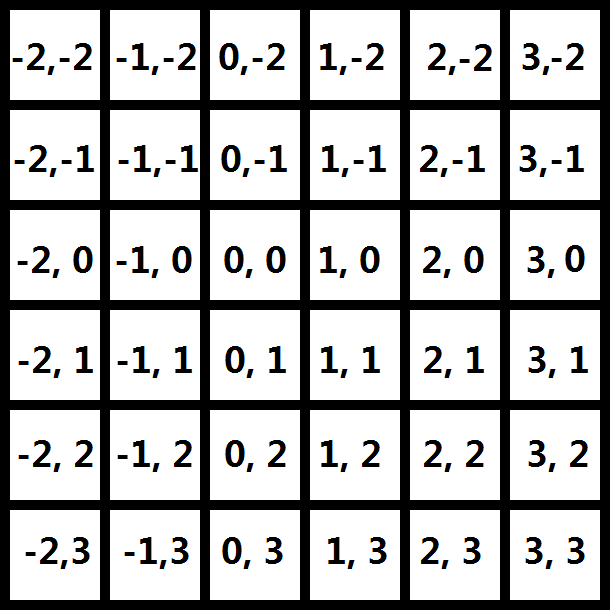 -2,-2 -1,-2 0,-2 1,-2 2,-2 3,-2
-2,-1 -1,-1 0,-1 1,-1 2,-1 3,-1
-2, 0 -1, 0 0, 0 1, 0 2, 0 3, 0
-2, 1 -1, 1 0, 1 1, 1 2, 1 3, 1
-2, 2 -1, 2 0, 2 1, 2 2, 2 3, 2
-2,3 -1,3 0, 3 1, 3 2, 3 3, 3